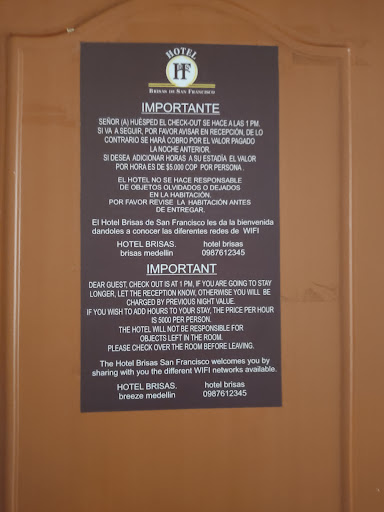 HOTEL
HF
BRISAS DE SAN FRANCISCO
IMPORTANTE
SEÑOR (A) HUÉSPED EL CHECK-OUT SE HACE A LAS 1 PM.
SI VA A SEGUIR, POR FAVOR AVISAR EN RECEPCIÓN, DE LO
CONTRARIO SE HARÁ COBRO POR EL VALOR PAGADO
LA NOCHE ANTERIOR.
SI DESEA ADICIONAR HORAS A SU ESTADÍA EL VALOR
POR HORA ES DE $5.000 COP POR PERSONA.
EL HOTEL NO SE HACE RESPONSABLE
DE OBJETOS OLVIDADOS O DEJADOS
EN LA HABITACIÓN.
POR FAVOR REVISE LA HABITACIÓN ANTES
DE ENTREGAR.
El Hotel Brisas de San Francisco les da la bienvenida
dandoles a conocer las diferentes redes de WIFI
HOTEL BRISAS. hotel brisas
brisas medellin 0987612345
IMPORTANT
DEAR GUEST, CHECK OUT IS AT 1 PM, IF YOU ARE GOING TO STAY
LONGER, LET THE RECEPTION KNOW, OTHERWISE YOU WILL BE
CHARGED BY PREVIOUS NIGHT VALUE.
IF YOU WISH TO ADD HOURS TO YOUR STAY, THE PRICE PER HOUR
IS 5000 PER PERSON.
THE HOTEL WILL NOT BE RESPONSIBLE FOR
OBJECTS LEFT IN THE ROOM.
PLEASE CHECK OVER THE ROOM BEFORE LEAVING.
The Hotel Brisas San Francisco welcomes you by
sharing with you the different WIFI networks available.
HOTEL BRISAS. hotel brisas
breeze medellin 0987612345